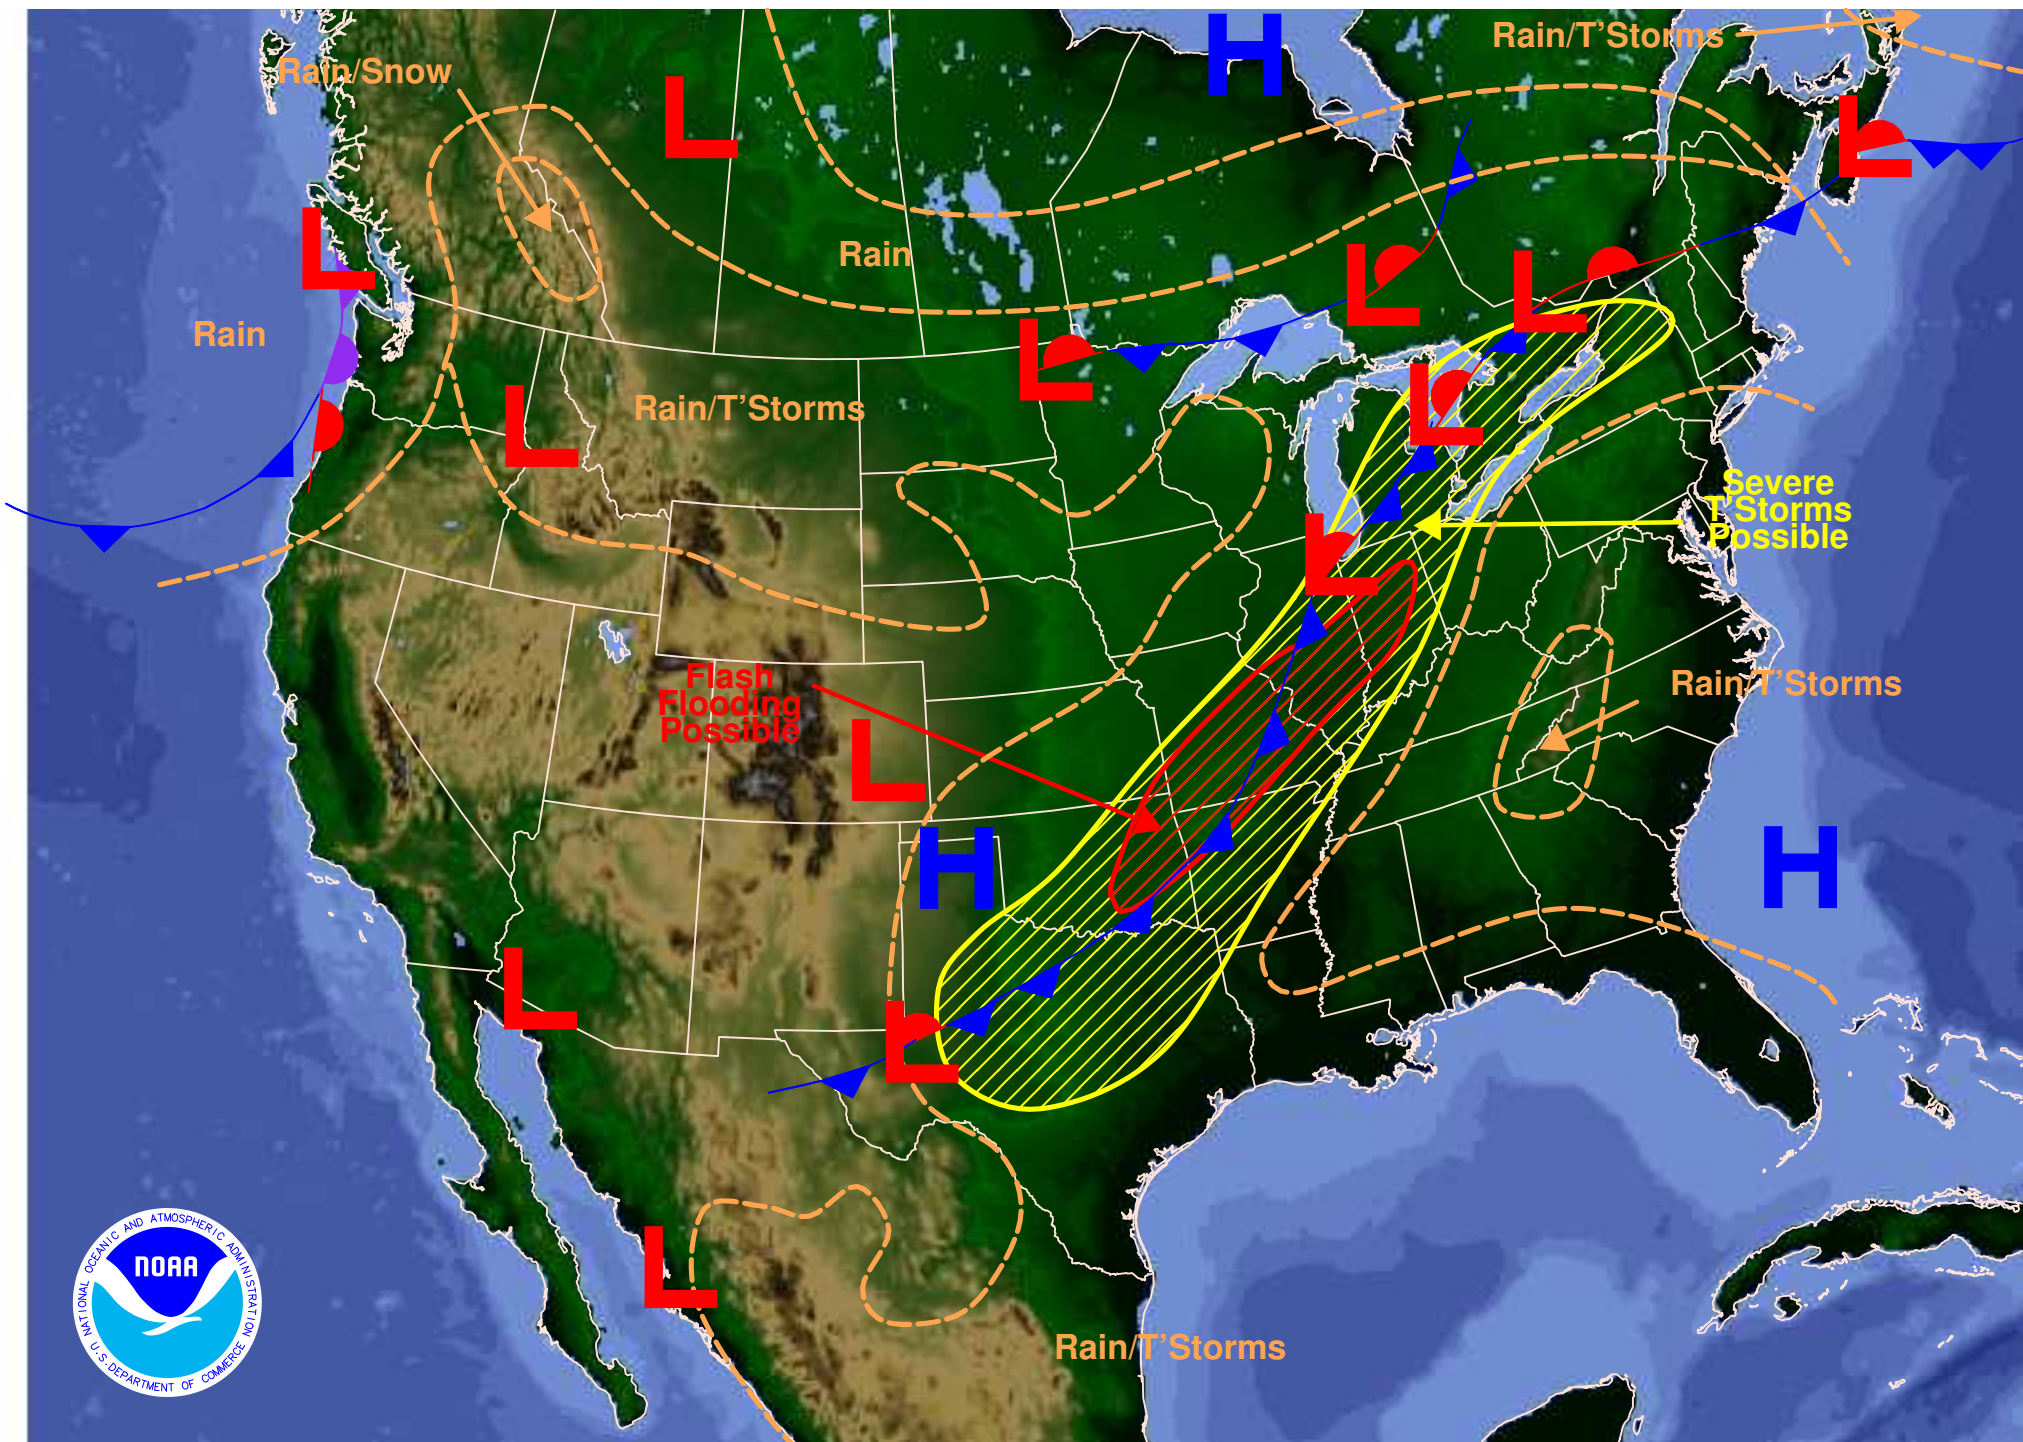 H
Rain/T'Storms
Rain/Snow
L
L
L
Rain
L
L
Rain
L
L
L
Rain/T'Storms
L
Severe
T'Storms
Possible
L
Flash
Flooding
Possible
Rain/T'Storms
L
H
H
L
L
L
Rain/T'Storms
NATIONAL OCEANIC AND ATMOSPHERIC ADMINISTRATION
NOAA
U.S. DEPARTMENT OF COMMERCE